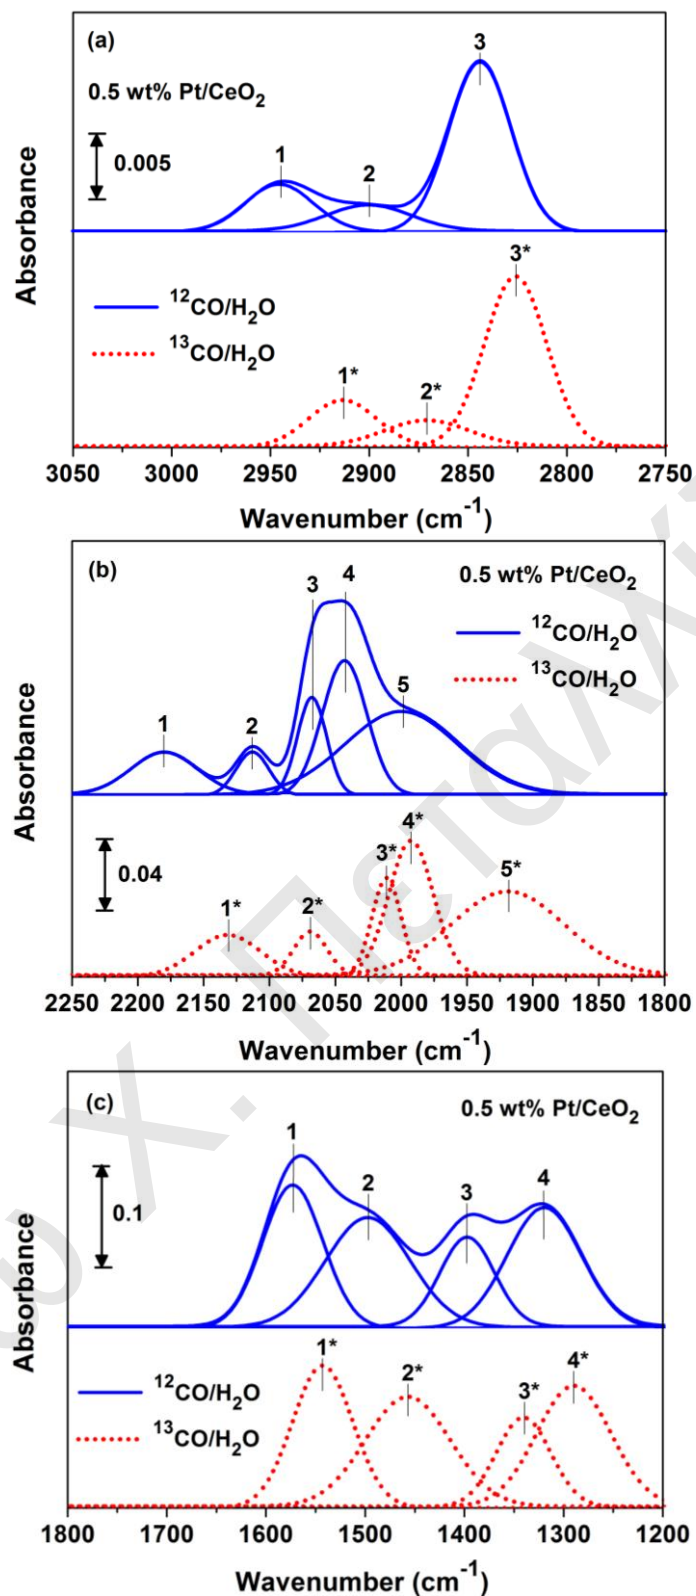 (a)
0.5 wt% Pt/CeO₂
0.005
1
2
3
Absorbance
¹²CO/H₂O
¹³CO/H₂O
1*
2*
3*
3050 3000 2950 2900 2850 2800 2750
Wavenumber (cm⁻¹)
(b)
0.5 wt% Pt/CeO₂
¹²CO/H₂O
¹³CO/H₂O
1
2
3
4
5
Absorbance
0.04
1*
2*
3*
4*
5*
2250 2200 2150 2100 2050 2000 1950 1900 1850 1800
Wavenumber (cm⁻¹)
(c)
0.5 wt% Pt/CeO₂
0.1
1
2
3
4
Absorbance
¹²CO/H₂O
¹³CO/H₂O
1*
2*
3*
4*
1800 1700 1600 1500 1400 1300 1200
Wavenumber (cm⁻¹)
Χ.